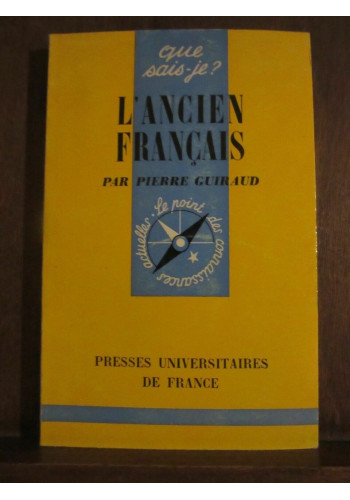 que
sais-je?
L'ANCIEN
FRANÇAIS
PAR PIERRE GUIRAUD
Le point des connaissances actuelles
PRESSES UNIVERSITAIRES
DE FRANCE